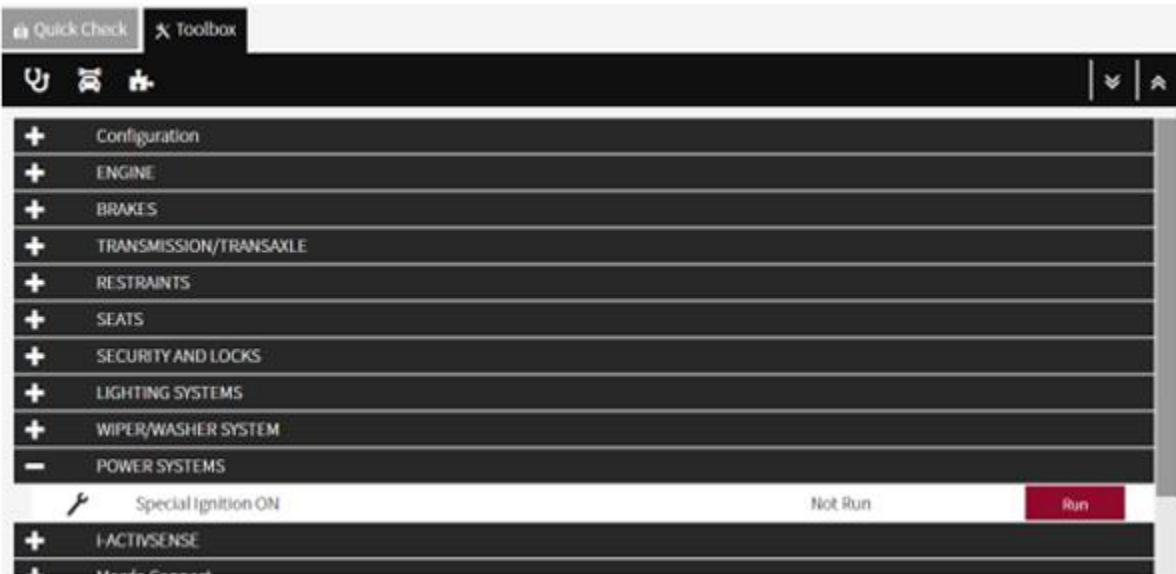 Quick Check Toolbox
Configuration
ENGINE
BRAKES
TRANSMISSION/TRANSAXLE
RESTRAINTS
SEATS
SECURITY AND LOCKS
LIGHTING SYSTEMS
WIPER/WASHER SYSTEM
POWER SYSTEMS
Special Ignition ON Not Run Run
I-ACTIVSENSE